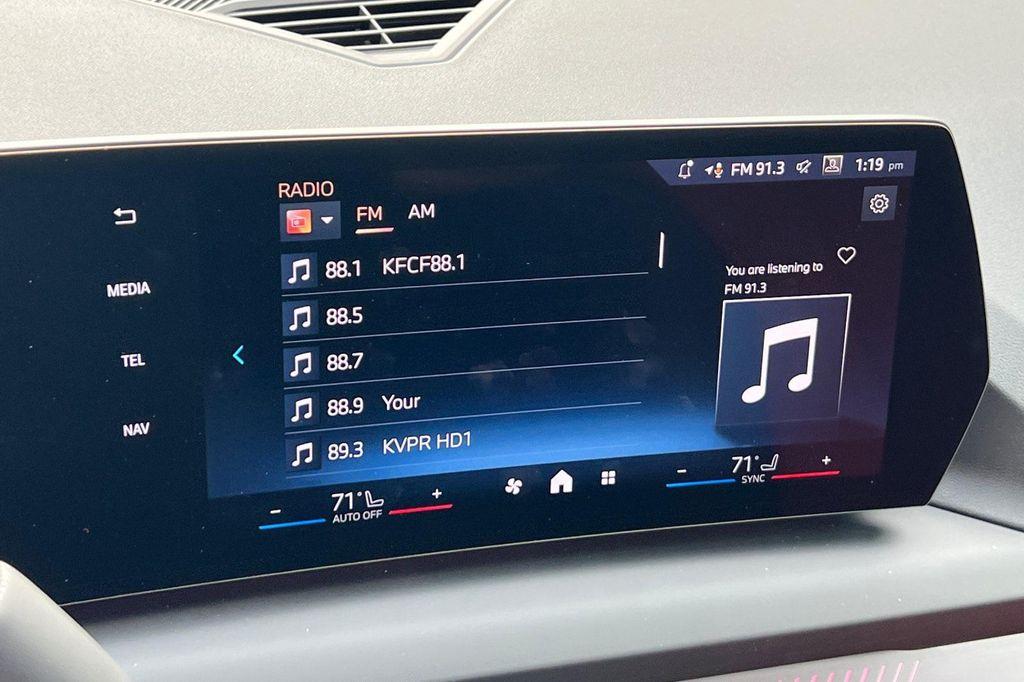 FM 91.3 1:19 pm
RADIO
FM AM
88.1 KFCF88.1
88.5
88.7
88.9 Your
89.3 KVPR HD1
MEDIA
TEL
NAV
You are listening to
FM 91.3
- 71° +
AUTO OFF
- 71° +
SYNC